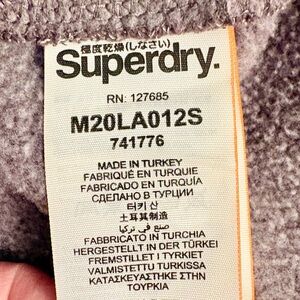 極度乾燥(しなさい)
Superdry.
RN: 127685
M20LA012S
741776
MADE IN TURKEY
FABRIQUÉ EN TURQUIE
FABRICADO EN TURQUÍA
СДЕЛАНО В ТУРЦИИ
터키 산
土耳其制造
صنع في تركيا
FABBRICATO IN TURCHIA
HERGESTELLT IN DER TÜRKEI
FREMSTILLET I TYRKIET
VALMISTETTU TURKISSA
ΚΑΤΑΣΚΕΥΑΣΤΗΚΕ ΣΤΗΝ
ΤΟΥΡΚΙΑ